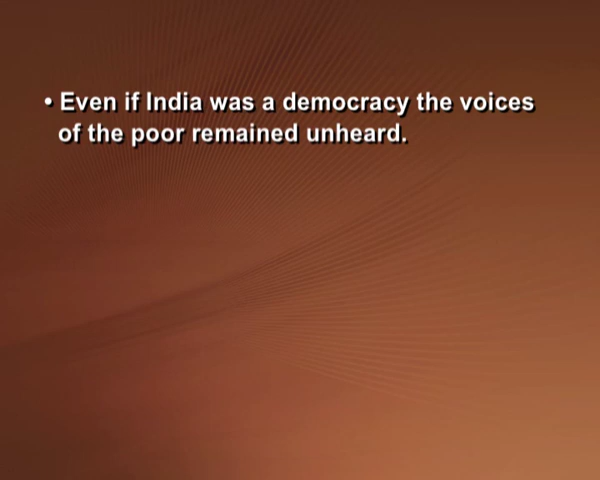 • Even if India was a democracy the voices
of the poor remained unheard.